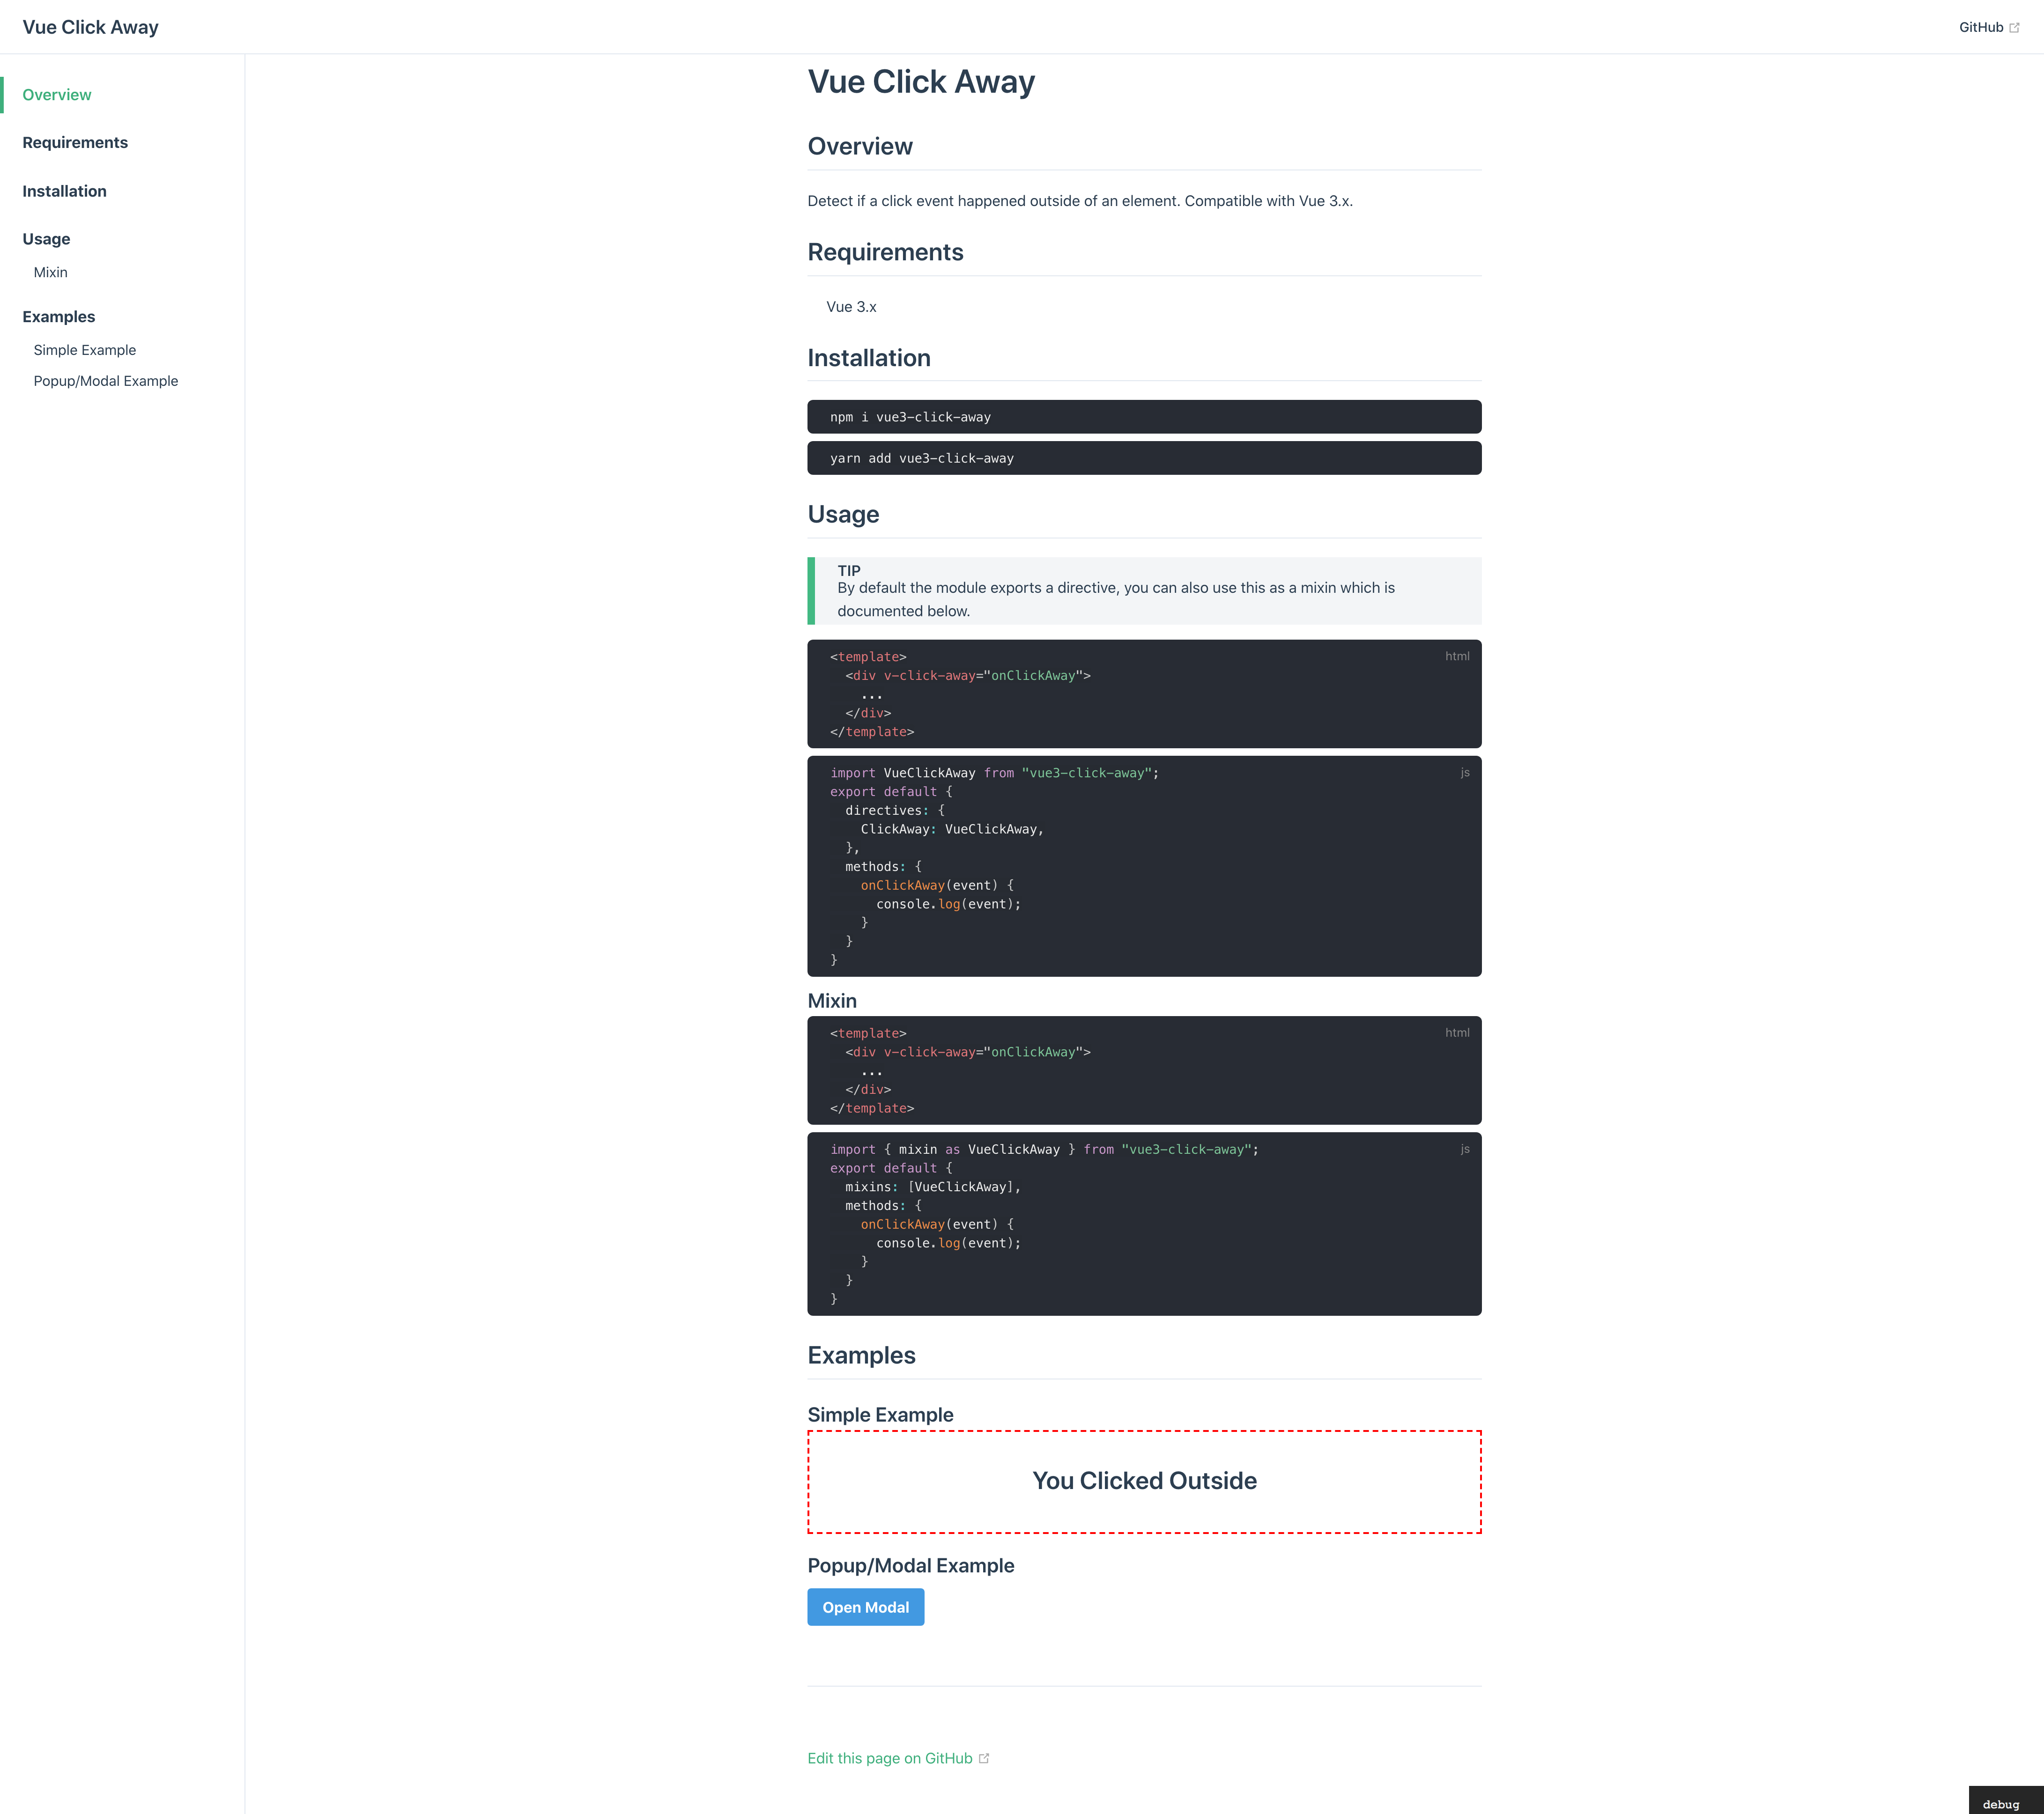 Vue Click Away
GitHub
Overview
Requirements
Installation
Usage
Mixin
Examples
Simple Example
Popup/Modal Example
Vue Click Away
Overview
Detect if a click event happened outside of an element. Compatible with Vue 3.x.
Requirements
Vue 3.x
Installation
npm i vue3-click-away
yarn add vue3-click-away
Usage
TIP
By default the module exports a directive, you can also use this as a mixin which is
documented below.
html
<template>
  <div v-click-away="onClickAway">
    ...
  </div>
</template>
js
import VueClickAway from "vue3-click-away";
export default {
  directives: {
    ClickAway: VueClickAway,
  },
  methods: {
    onClickAway(event) {
      console.log(event);
    }
  }
}
Mixin
html
<template>
  <div v-click-away="onClickAway">
    ...
  </div>
</template>
js
import { mixin as VueClickAway } from "vue3-click-away";
export default {
  mixins: [VueClickAway],
  methods: {
    onClickAway(event) {
      console.log(event);
    }
  }
}
Examples
Simple Example
You Clicked Outside
Popup/Modal Example
Open Modal
Edit this page on GitHub
debug